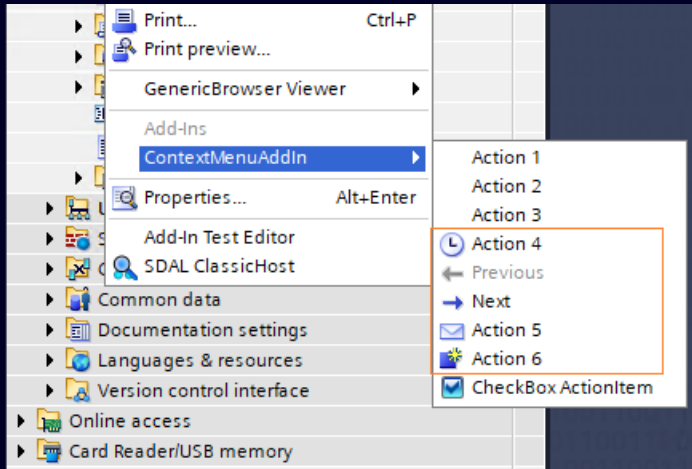 Print... Ctrl+P
Print preview...
GenericBrowser Viewer
Add-Ins
ContextMenuAddIn
Properties... Alt+Enter
Add-In Test Editor
SDAL ClassicHost
Action 1
Action 2
Action 3
Action 4
Previous
Next
Action 5
Action 6
CheckBox ActionItem
U
S
Common data
Documentation settings
Languages & resources
Version control interface
Online access
Card Reader/USB memory